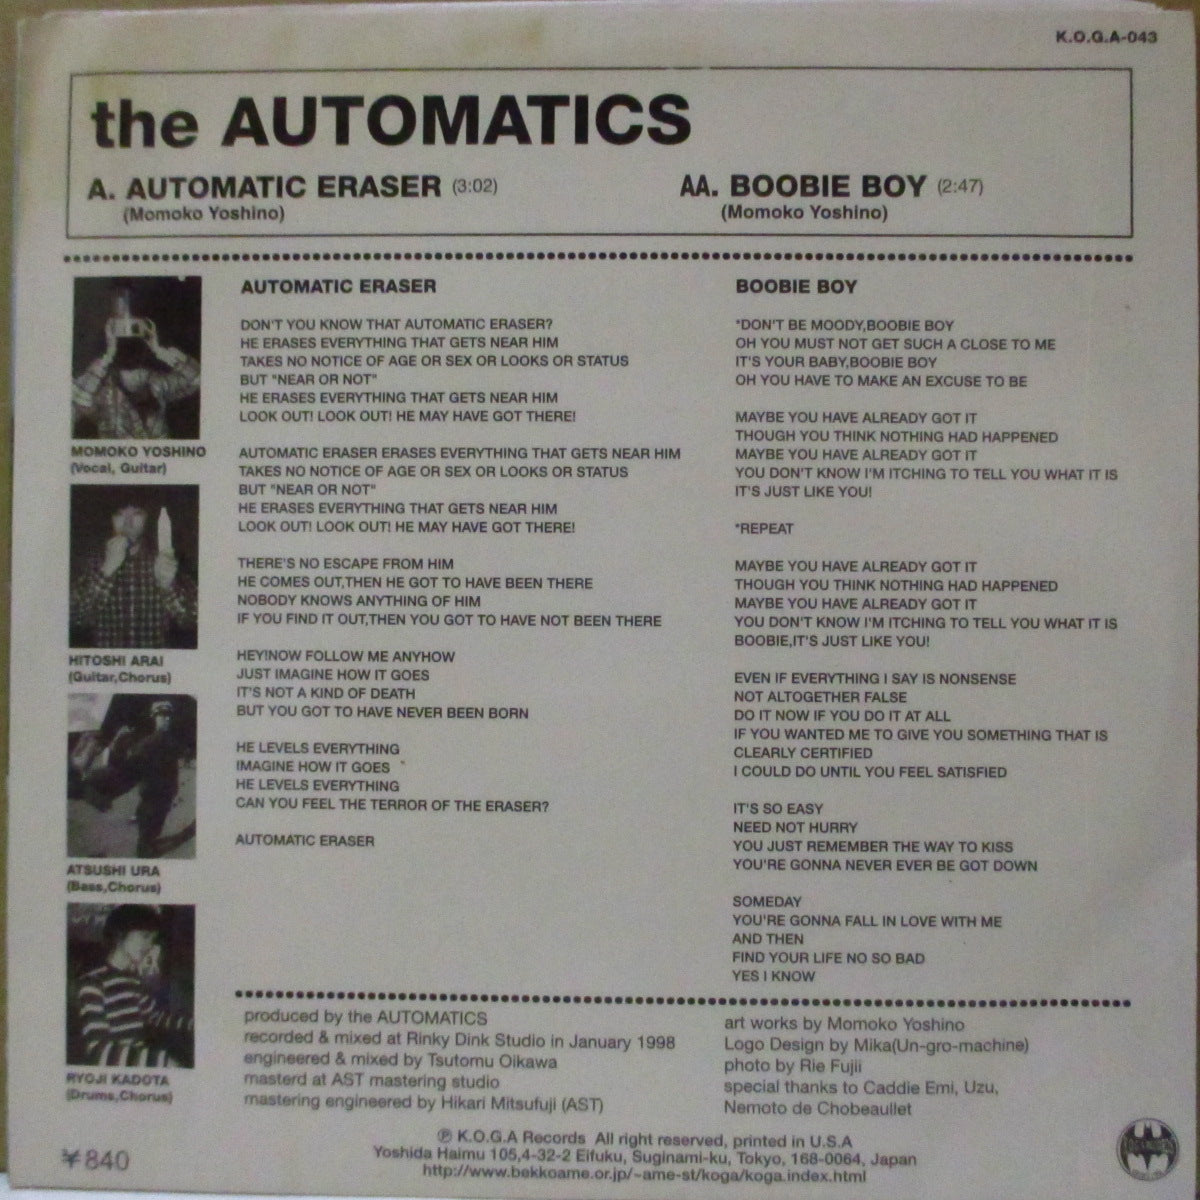 K.O.G.A-043
the AUTOMATICS
A. AUTOMATIC ERASER (3:02)
(Momoko Yoshino)
AA. BOOBIE BOY (2:47)
(Momoko Yoshino)
MOMOKO YOSHINO
(Vocal, Guitar)
HITOSHI ARAI
(Guitar,Chorus)
ATSUSHI URA
(Bass,Chorus)
RYOJI KADOTA
(Drums,Chorus)
AUTOMATIC ERASER
DON'T YOU KNOW THAT AUTOMATIC ERASER?
HE ERASES EVERYTHING THAT GETS NEAR HIM
TAKES NO NOTICE OF AGE OR SEX OR LOOKS OR STATUS
BUT "NEAR OR NOT"
HE ERASES EVERYTHING THAT GETS NEAR HIM
LOOK OUT! LOOK OUT! HE MAY HAVE GOT THERE!
AUTOMATIC ERASER ERASES EVERYTHING THAT GETS NEAR HIM
TAKES NO NOTICE OF AGE OR SEX OR LOOKS OR STATUS
BUT "NEAR OR NOT"
HE ERASES EVERYTHING THAT GETS NEAR HIM
LOOK OUT! LOOK OUT! HE MAY HAVE GOT THERE!
THERE'S NO ESCAPE FROM HIM
HE COMES OUT,THEN HE GOT TO HAVE BEEN THERE
NOBODY KNOWS ANYTHING OF HIM
IF YOU FIND IT OUT,THEN YOU GOT TO HAVE NOT BEEN THERE
HEY!NOW FOLLOW ME ANYHOW
JUST IMAGINE HOW IT GOES
IT'S NOT A KIND OF DEATH
BUT YOU GOT TO HAVE NEVER BEEN BORN
HE LEVELS EVERYTHING
IMAGINE HOW IT GOES
HE LEVELS EVERYTHING
CAN YOU FEEL THE TERROR OF THE ERASER?
AUTOMATIC ERASER
BOOBIE BOY
*DON'T BE MOODY,BOOBIE BOY
OH YOU MUST NOT GET SUCH A CLOSE TO ME
IT'S YOUR BABY,BOOBIE BOY
OH YOU HAVE TO MAKE AN EXCUSE TO BE
MAYBE YOU HAVE ALREADY GOT IT
THOUGH YOU THINK NOTHING HAD HAPPENED
MAYBE YOU HAVE ALREADY GOT IT
YOU DON'T KNOW I'M ITCHING TO TELL YOU WHAT IT IS
IT'S JUST LIKE YOU!
*REPEAT
MAYBE YOU HAVE ALREADY GOT IT
THOUGH YOU THINK NOTHING HAD HAPPENED
MAYBE YOU HAVE ALREADY GOT IT
YOU DON'T KNOW I'M ITCHING TO TELL YOU WHAT IT IS
BOOBIE,IT'S JUST LIKE YOU!
EVEN IF EVERYTHING I SAY IS NONSENSE
NOT ALTOGETHER FALSE
DO IT NOW IF YOU DO IT AT ALL
IF YOU WANTED ME TO GIVE YOU SOMETHING THAT IS
CLEARLY CERTIFIED
I COULD DO UNTIL YOU FEEL SATISFIED
IT'S SO EASY
NEED NOT HURRY
YOU JUST REMEMBER THE WAY TO KISS
YOU'RE GONNA NEVER EVER BE GOT DOWN
SOMEDAY
YOU'RE GONNA FALL IN LOVE WITH ME
AND THEN
FIND YOUR LIFE NO SO BAD
YES I KNOW
produced by the AUTOMATICS
recorded & mixed at Rinky Dink Studio in January 1998
engineered & mixed by Tsutomu Oikawa
masterd at AST mastering studio
mastering engineered by Hikari Mitsufuji (AST)
art works by Momoko Yoshino
Logo Design by Mika(Un-gro-machine)
photo by Rie Fujii
special thanks to Caddie Emi, Uzu,
Nemoto de Chobeaullet
¥840
℗ K.O.G.A Records All right reserved, printed in U.S.A
Yoshida Haimu 105,4-32-2 Eifuku, Suginami-ku, Tokyo, 168-0064, Japan
http://www.bekkoame.or.jp/~ame-st/koga/koga.index.html